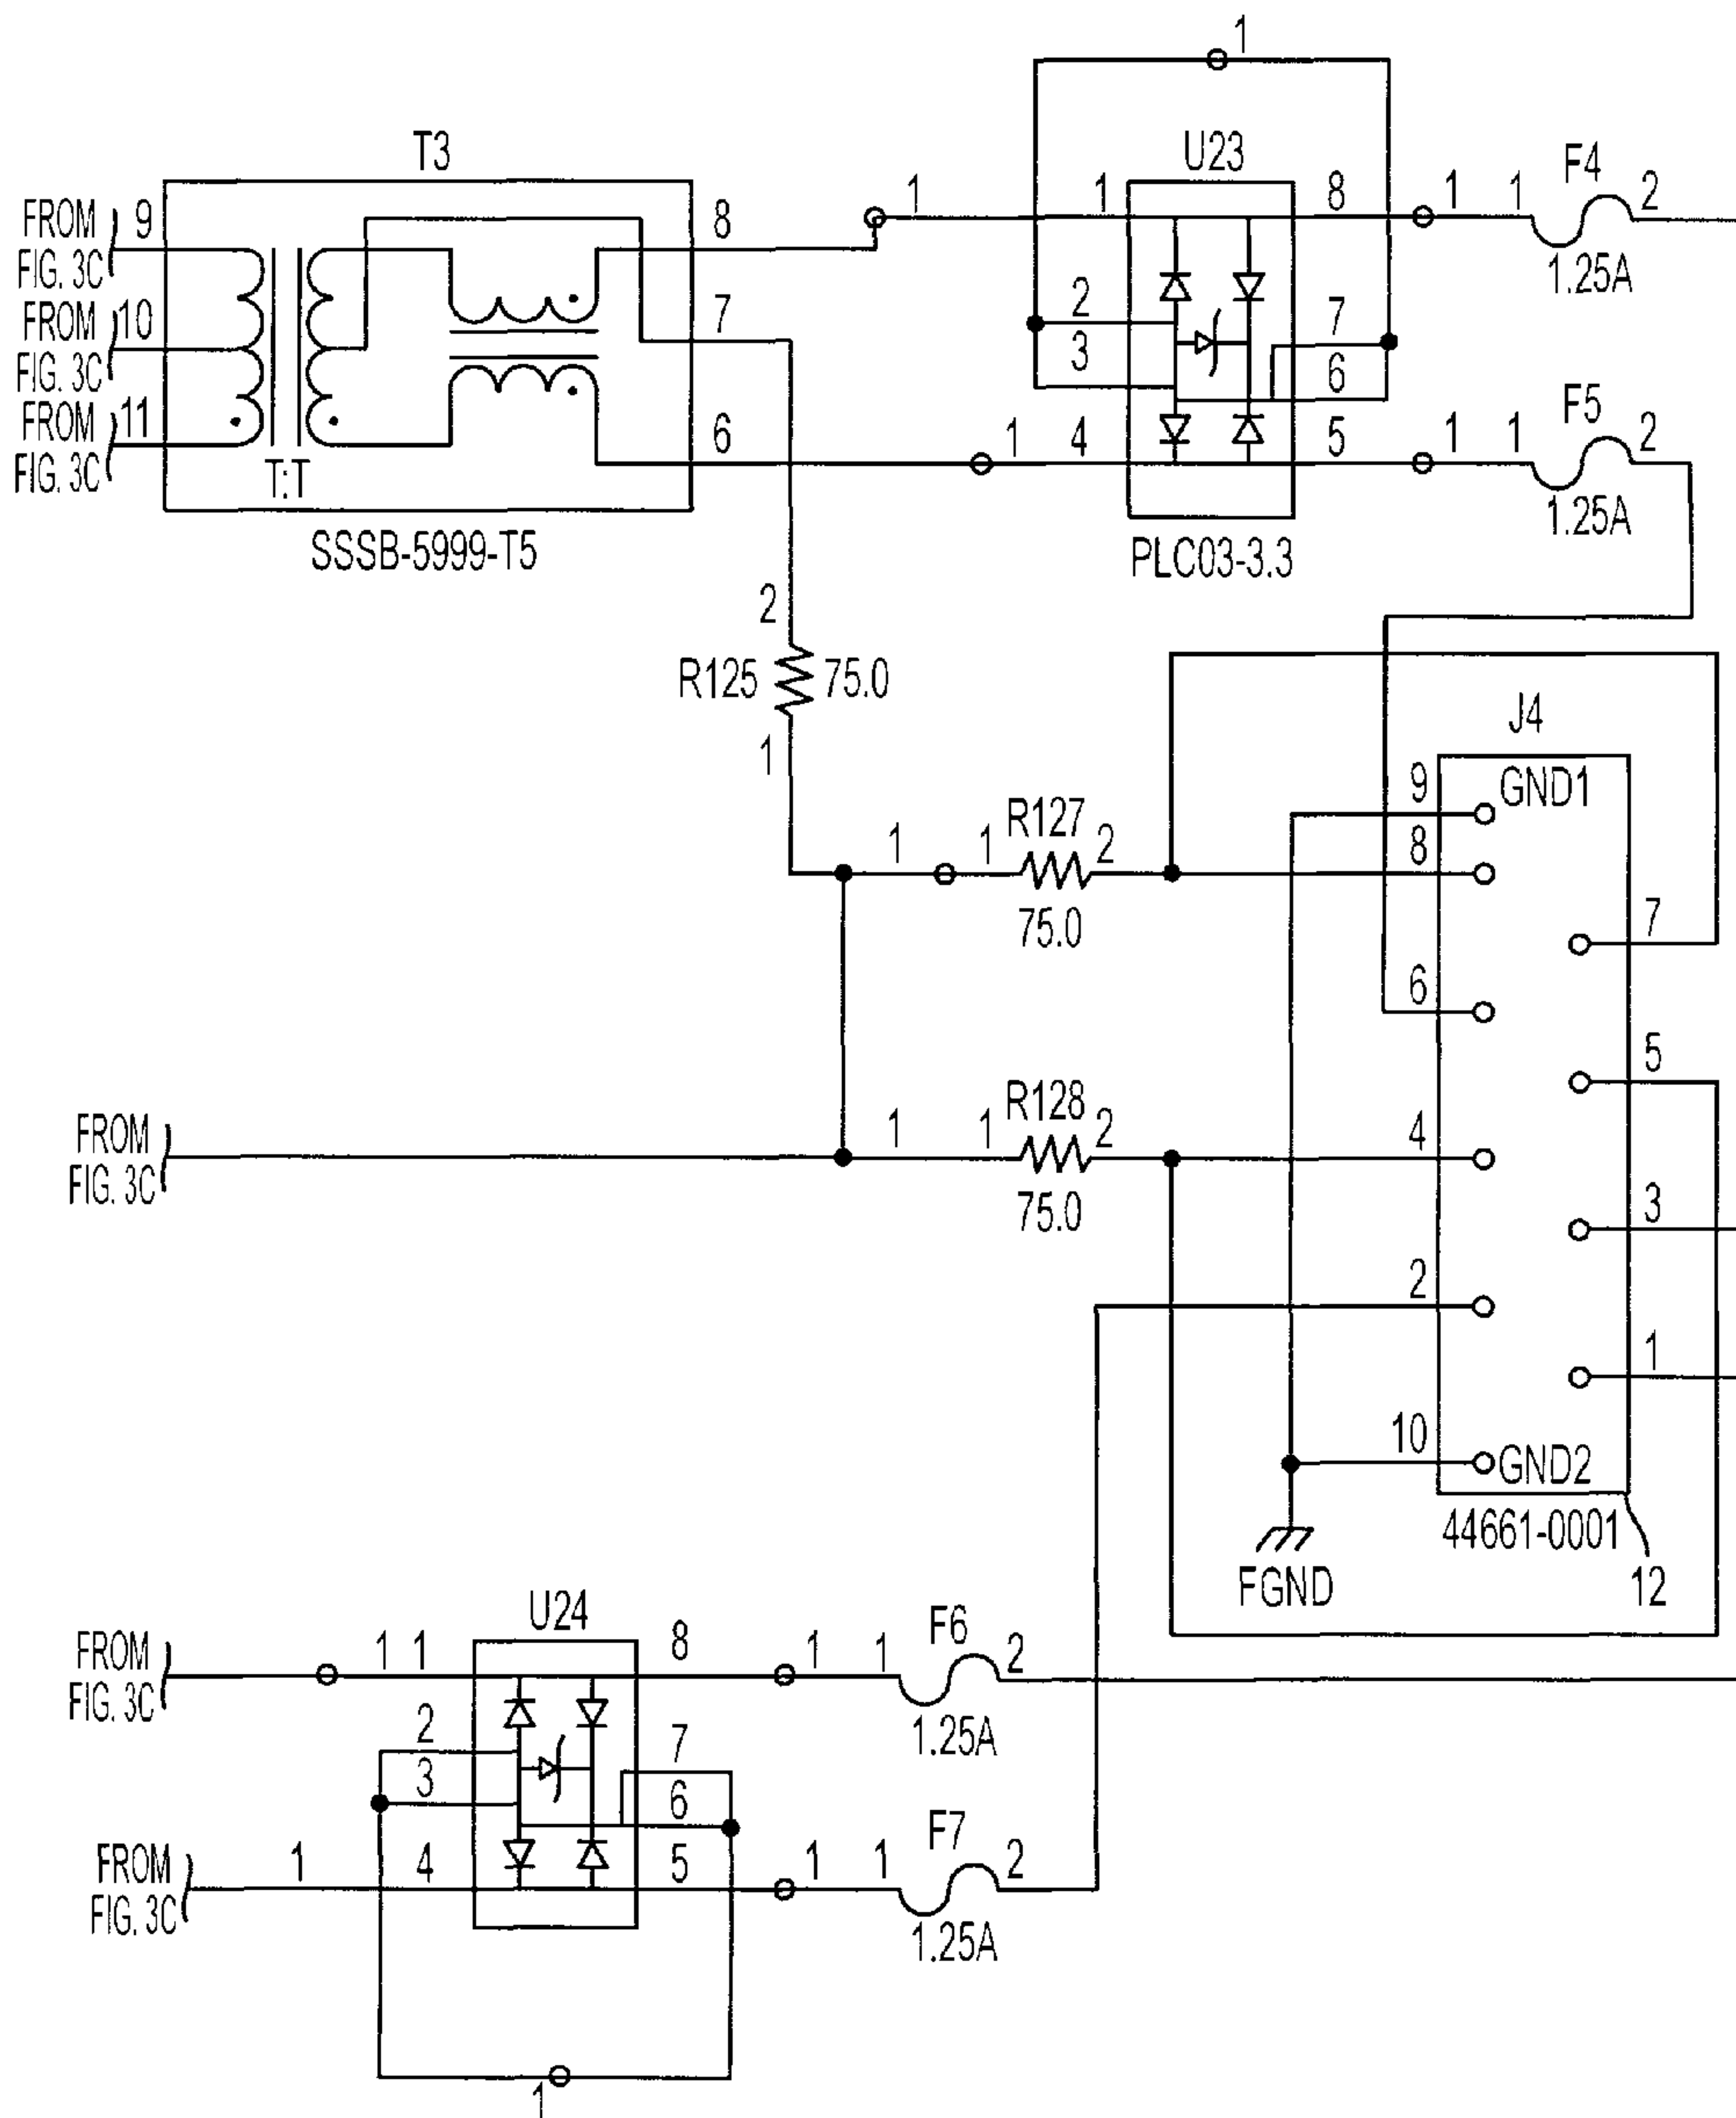 1
T3
U23
F4
FROM 9
FIG. 3C
8
1
1
8
1
1
2
1.25A
FROM 10
FIG. 3C
7
2
3
7
6
FROM 11
FIG. 3C
6
1
4
5
F5
1
1
2
1.25A
T:T
SSSB-5999-T5
PLC03-3.3
2
R125
75.0
1
J4
9
GND1
1
1
R127
2
8
75.0
7
6
5
FROM
FIG. 3C
1
1
R128
2
4
75.0
3
2
1
10
GND2
44661-0001
FGND
12
U24
F6
FROM
FIG. 3C
1
1
8
1
1
2
1.25A
2
3
7
6
F7
FROM
FIG. 3C
1
4
5
1
1
2
1.25A
1